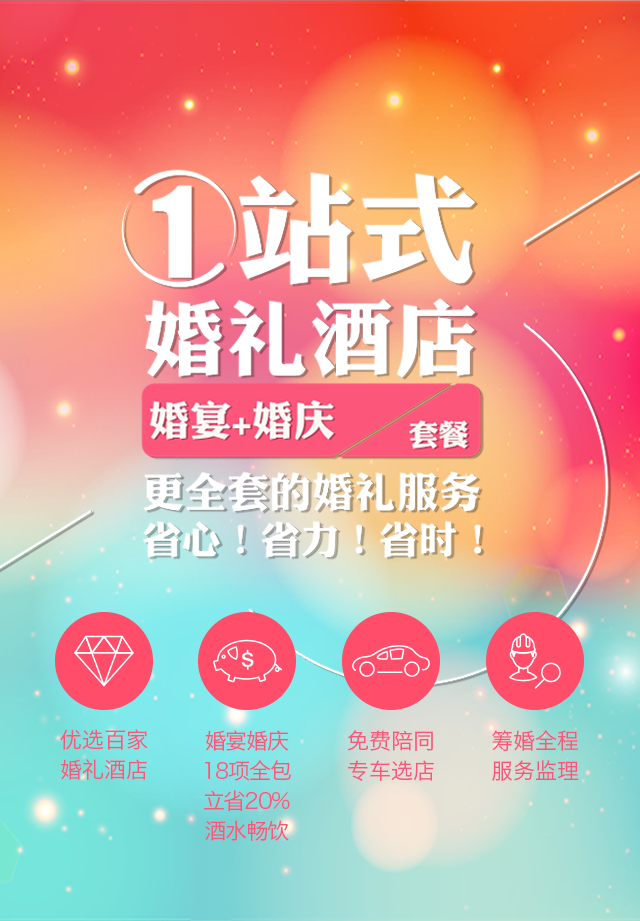 1站式
婚礼酒店
婚宴+婚庆 套餐
更全套的婚礼服务
省心！省力！省时！
优选百家
婚礼酒店
$
婚宴婚庆
18项全包
立省20%
酒水畅饮
免费陪同
专车选店
筹婚全程
服务监理